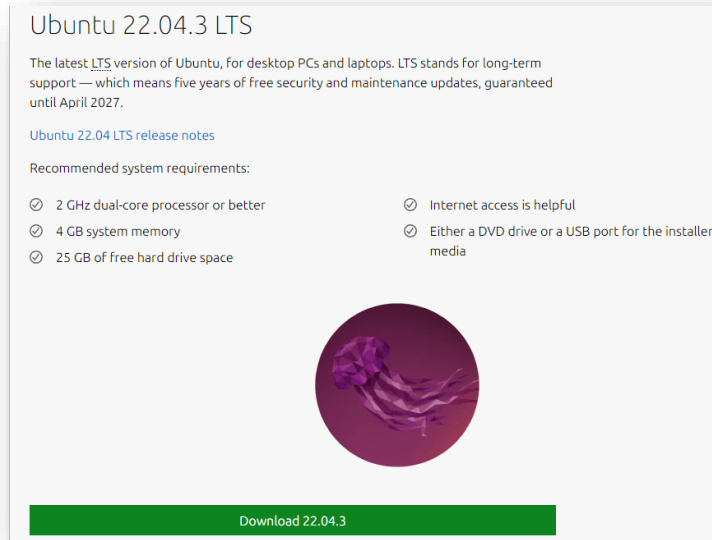 Ubuntu 22.04.3 LTS
The latest LTS version of Ubuntu, for desktop PCs and laptops. LTS stands for long-term
support — which means five years of free security and maintenance updates, guaranteed
until April 2027.
Ubuntu 22.04 LTS release notes
Recommended system requirements:
2 GHz dual-core processor or better
4 GB system memory
25 GB of free hard drive space
Internet access is helpful
Either a DVD drive or a USB port for the installer
media
Download 22.04.3